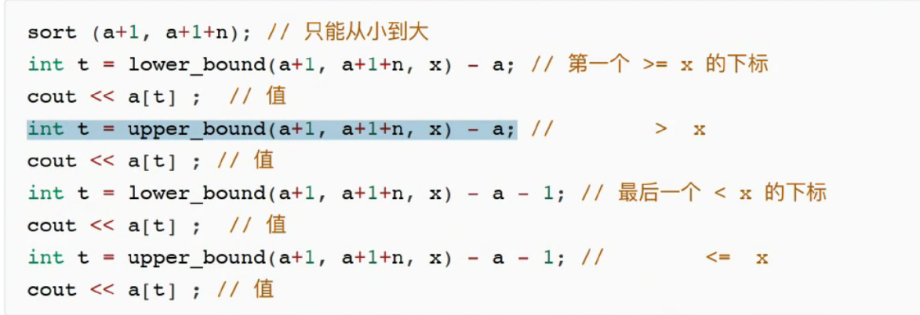 sort (a+1, a+1+n); // 只能从小到大
int t = lower_bound(a+1, a+1+n, x) - a; // 第一个 >= x 的下标
cout << a[t] ; // 值
int t = upper_bound(a+1, a+1+n, x) - a; // > x
cout << a[t] ; // 值
int t = lower_bound(a+1, a+1+n, x) - a - 1; // 最后一个 < x 的下标
cout << a[t] ; // 值
int t = upper_bound(a+1, a+1+n, x) - a - 1; // <= x
cout << a[t] ; // 值